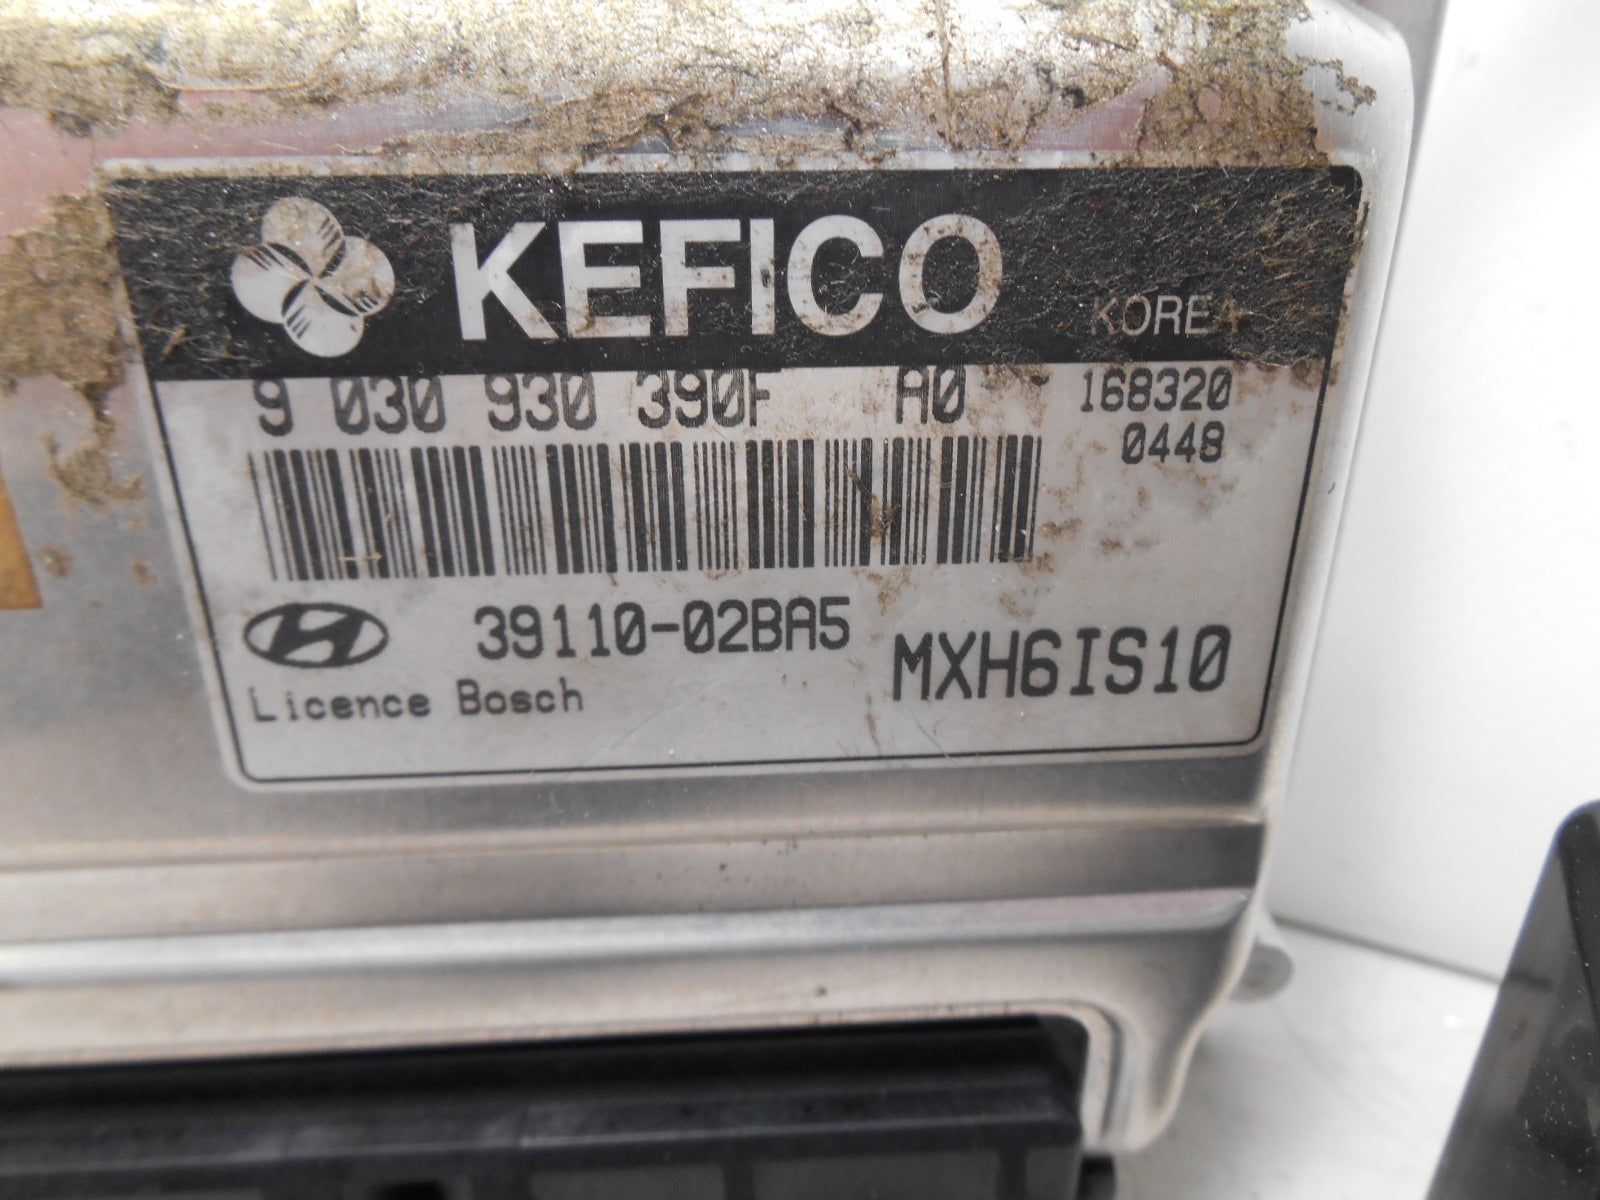 KEFICO KOREA
9 030 930 390F A0 168320
0448
39110-02BA5
MXH6IS10
Licence Bosch